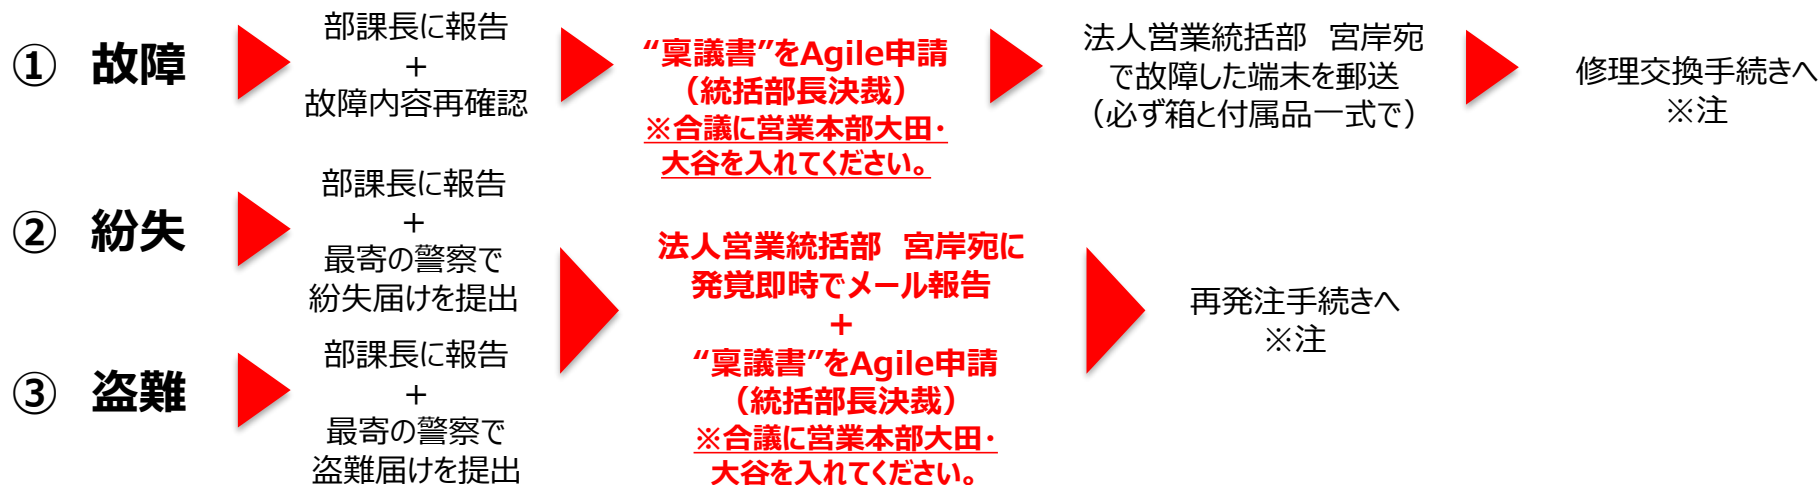 ① 故障
部課長に報告
+
故障内容再確認
“稟議書”をAgile申請
（統括部長決裁）
※合議に営業本部大田・
大谷を入れてください。
法人営業統括部　宮岸宛
で故障した端末を郵送
（必ず箱と付属品一式で）
修理交換手続きへ
※注
② 紛失
部課長に報告
+
最寄の警察で
紛失届けを提出
③ 盗難
部課長に報告
+
最寄の警察で
盗難届けを提出
法人営業統括部　宮岸宛に
発覚即時でメール報告
+
“稟議書”をAgile申請
（統括部長決裁）
※合議に営業本部大田・
大谷を入れてください。
再発注手続きへ
※注